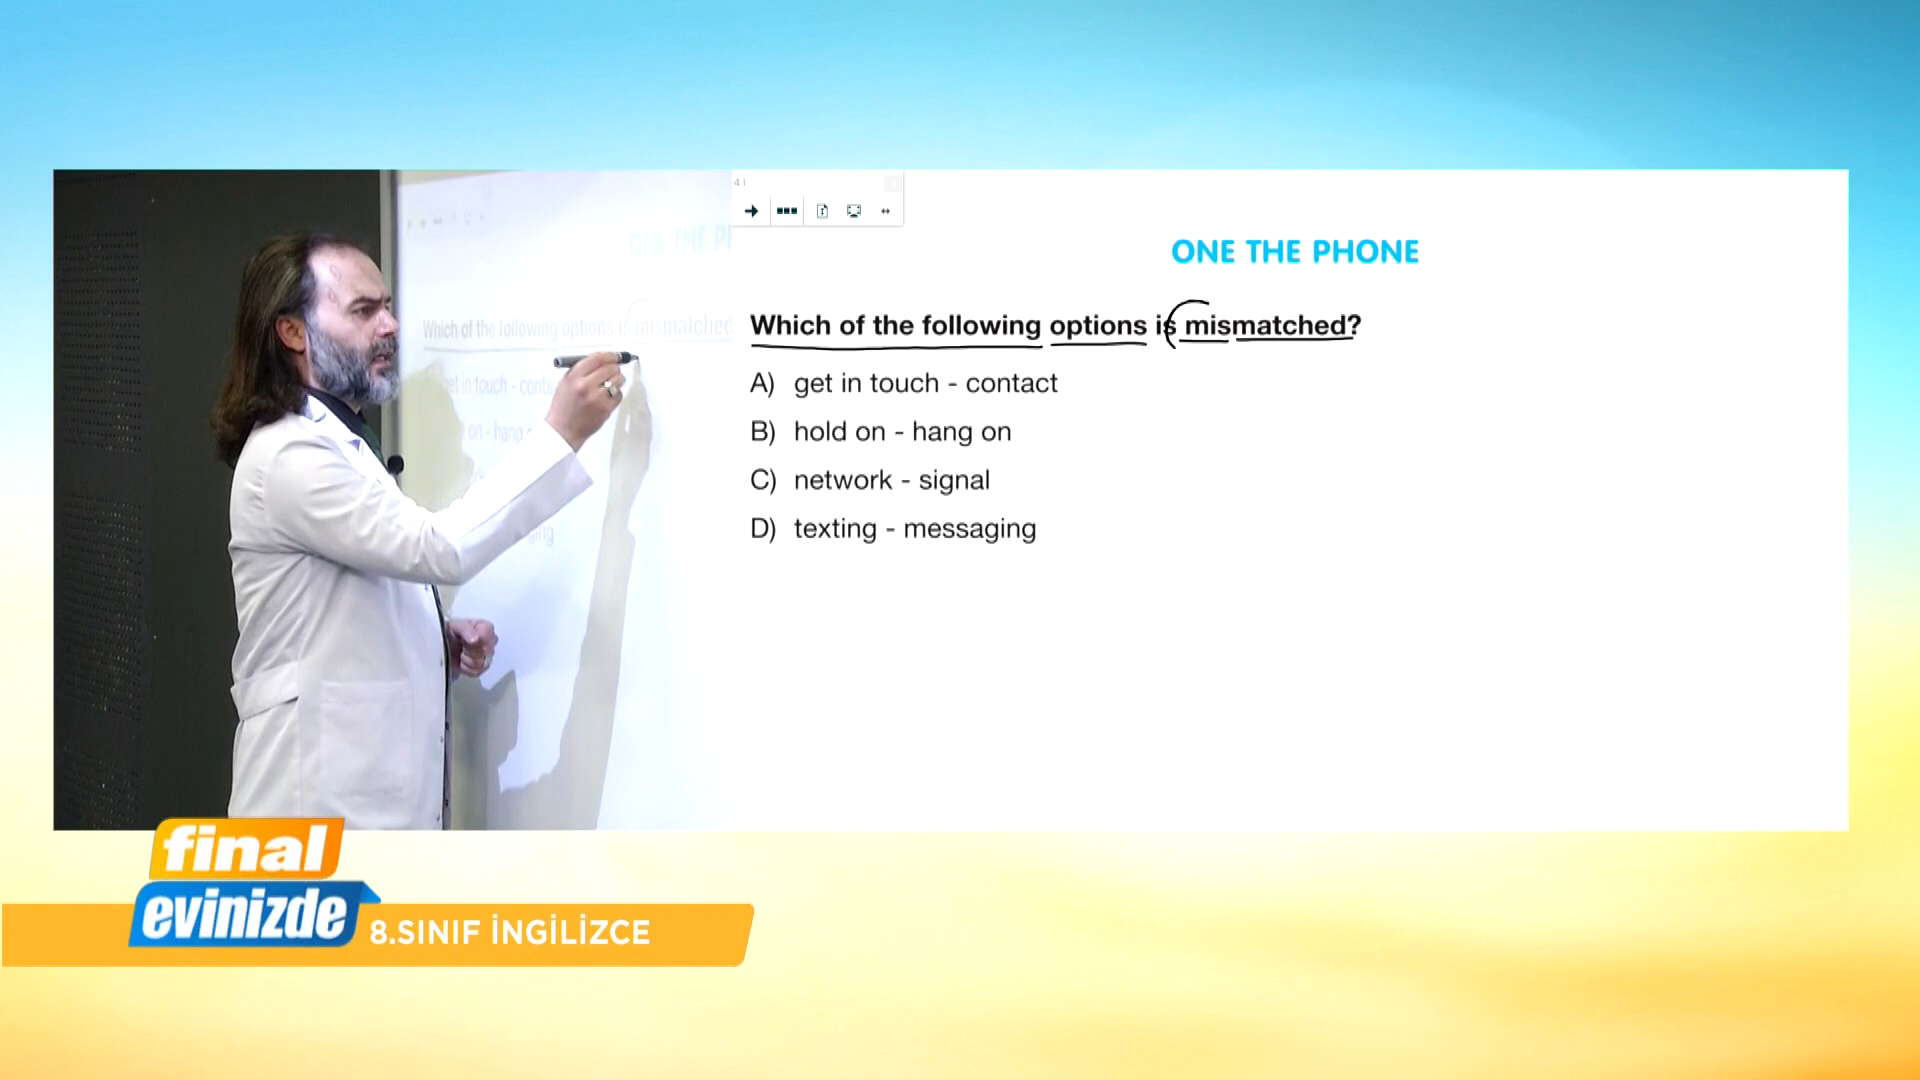 ONE THE PHONE
Which of the following options is mismatched?
A) get in touch - contact
B) hold on - hang on
C) network - signal
D) texting - messaging
final
evinizde
8.SINIF İNGİLİZCE